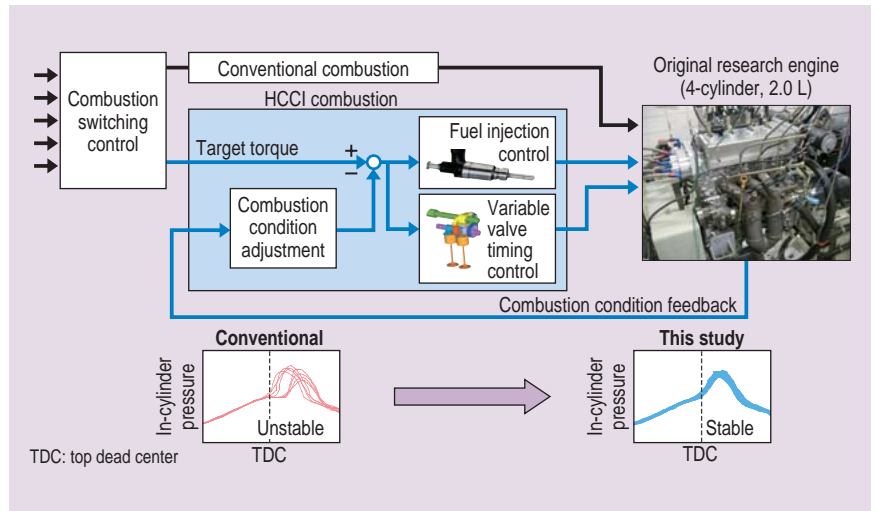 Conventional combustion
Original research engine
(4-cylinder, 2.0 L)
Combustion
switching
control
HCCI combustion
Target torque
+
−
Fuel injection
control
Combustion
condition
adjustment
Variable
valve
timing
control
Combustion condition feedback
Conventional
In-cylinder
pressure
Unstable
TDC
This study
In-cylinder
pressure
Stable
TDC
TDC: top dead center